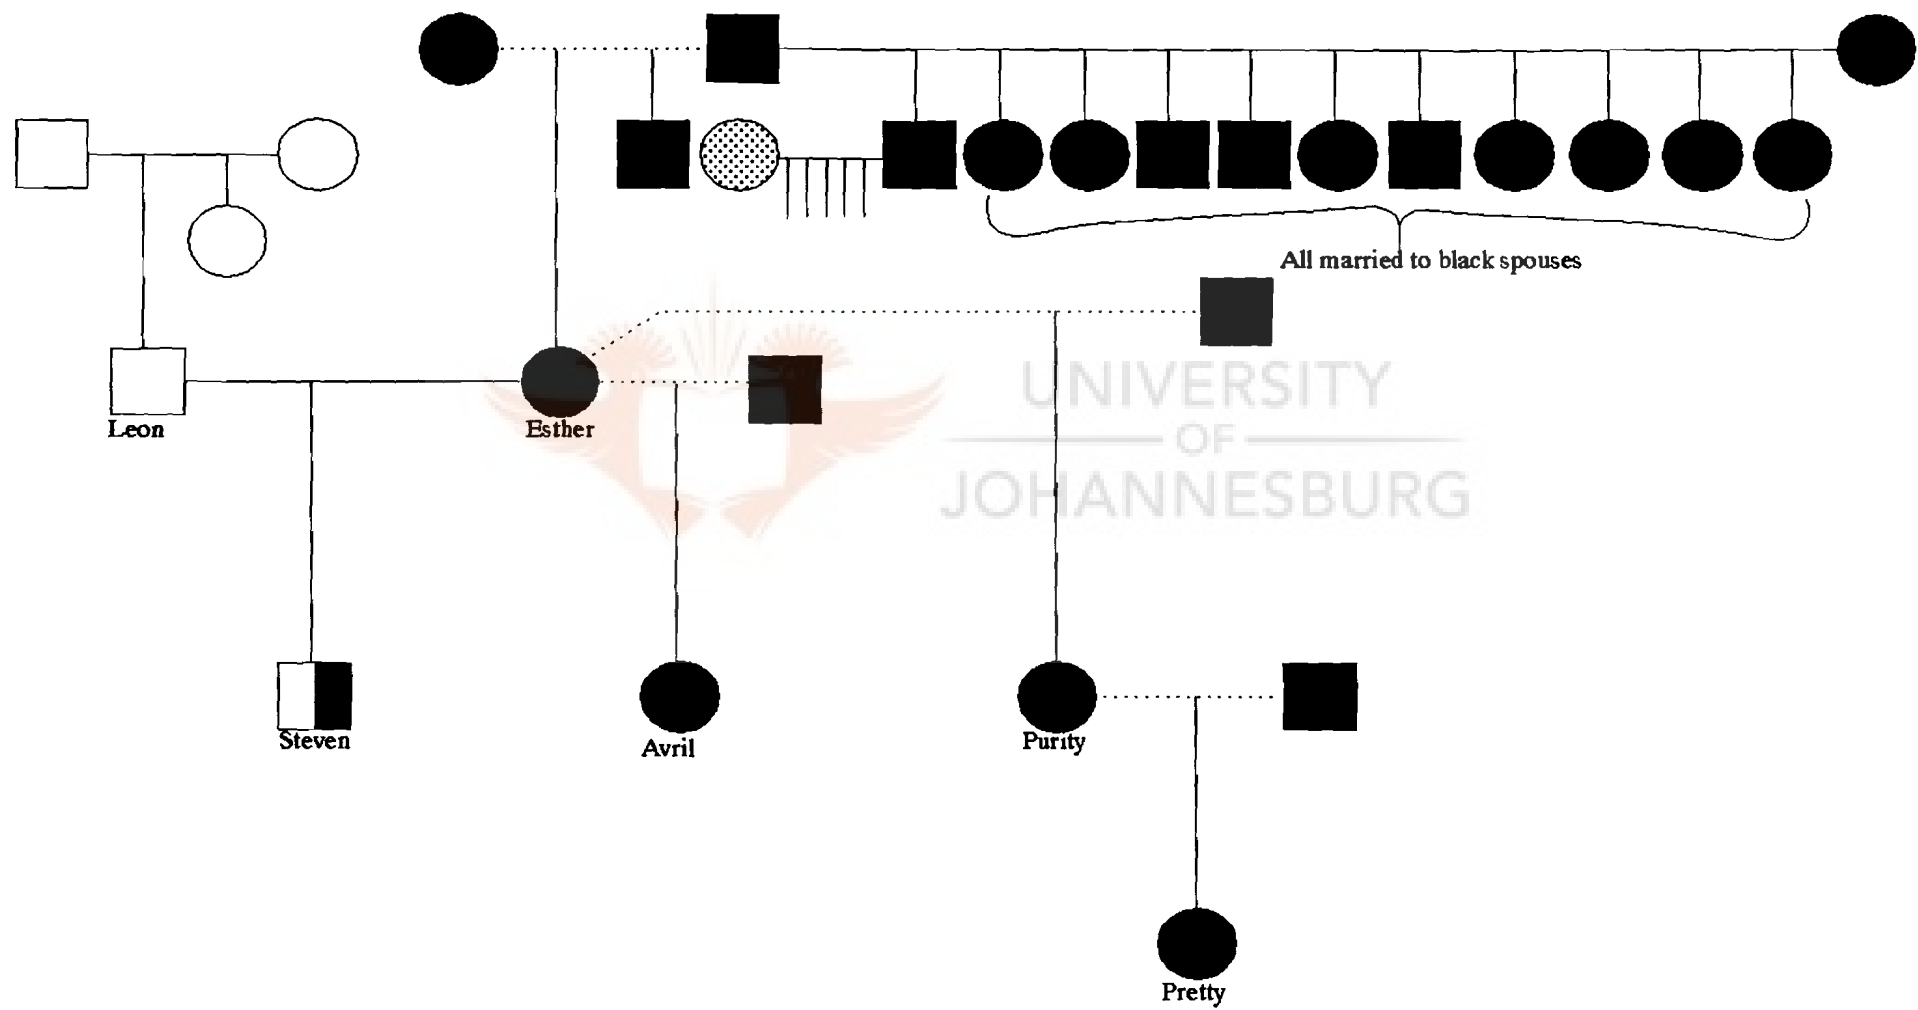 All married to black spouses
Leon
Esther
UNIVERSITY
OF
JOHANNESBURG
Steven
Avril
Purity
Pretty